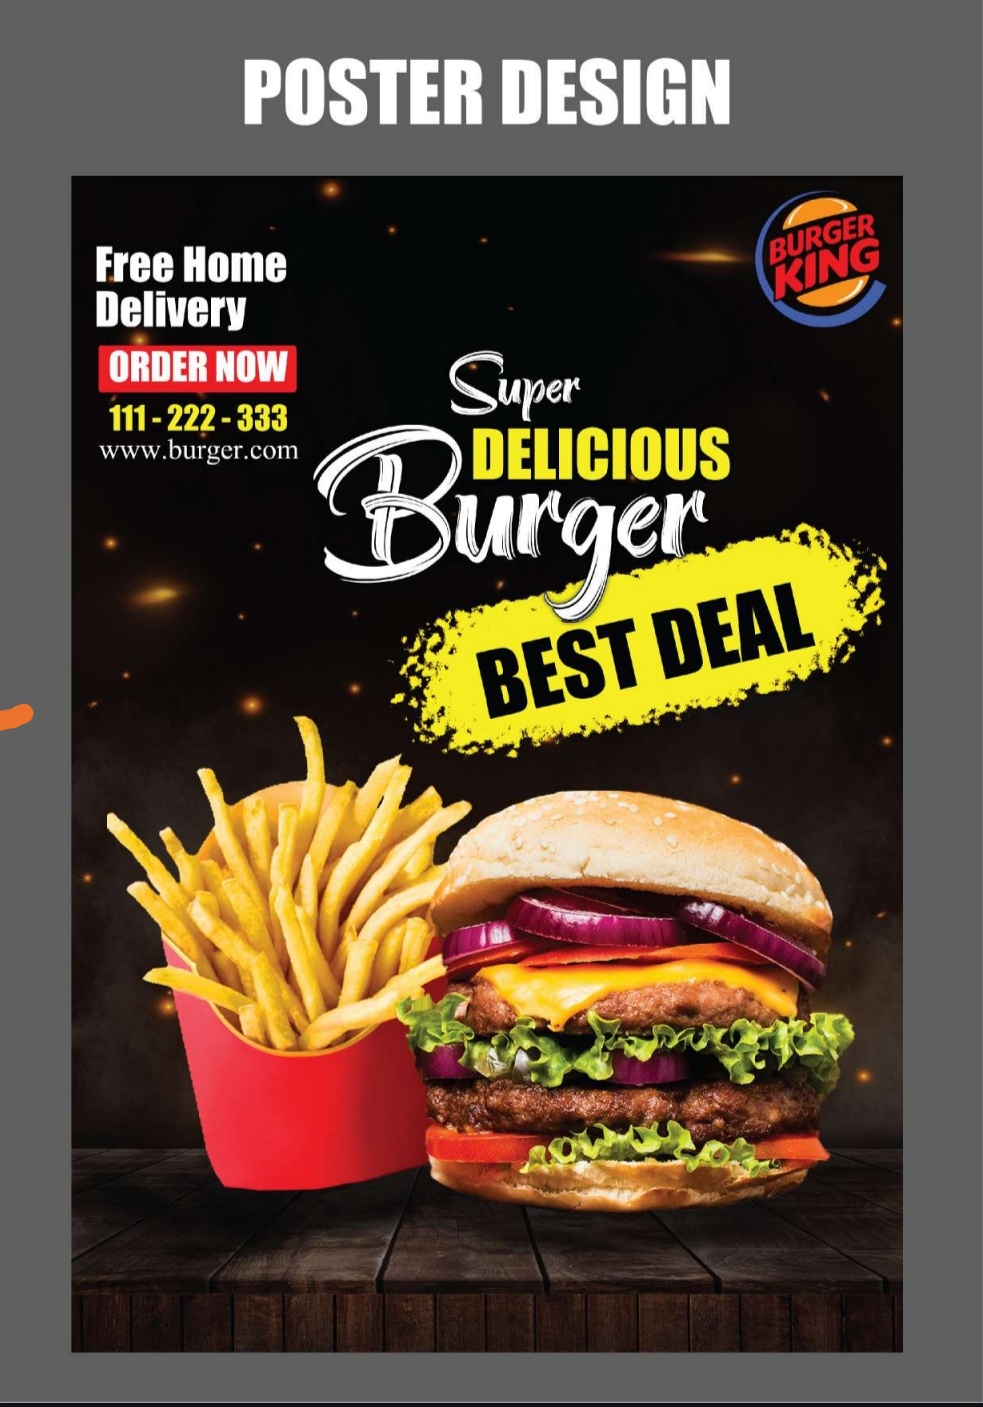 POSTER DESIGN
Free Home
Delivery
ORDER NOW
111 - 222 - 333
www.burger.com
BURGER
KING
Super
DELICIOUS
Burger
BEST DEAL